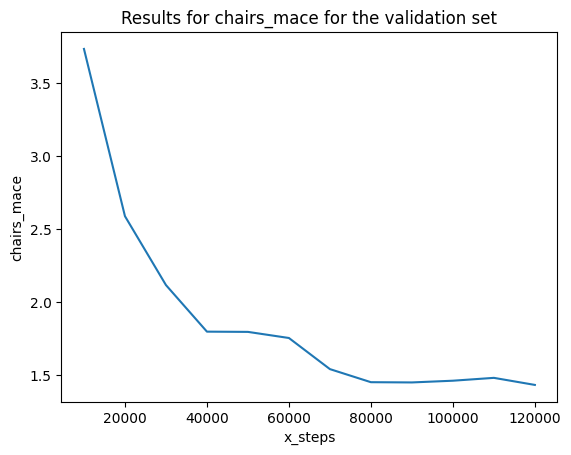 Results for chairs_mace for the validation set
3.5
3.0
2.5
2.0
1.5
chairs_mace
20000 40000 60000 80000 100000 120000
x_steps